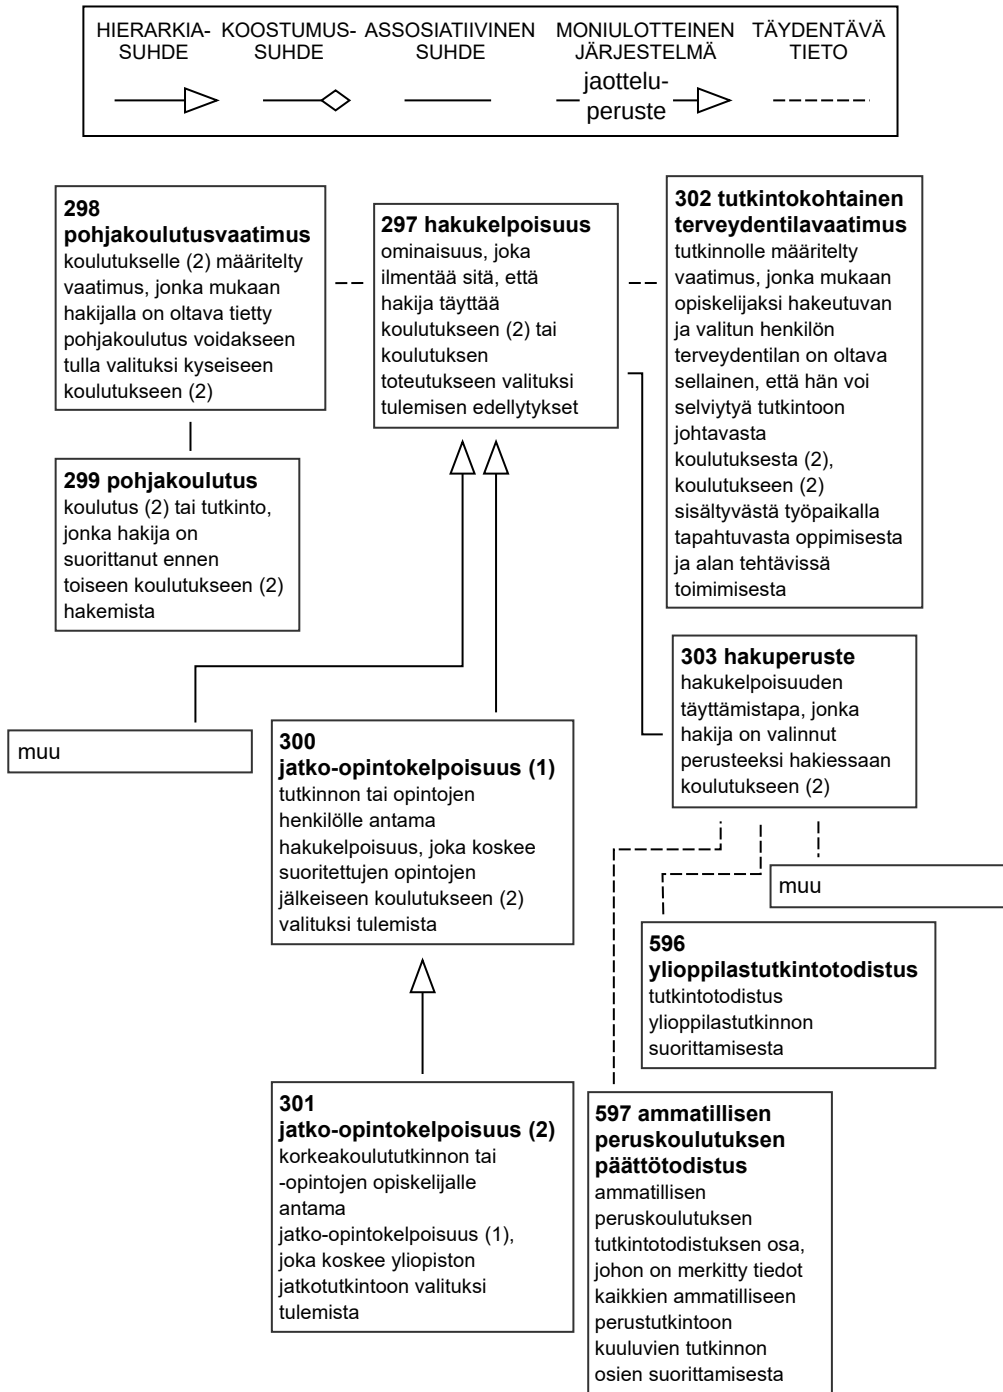 HIERARKIA-
SUHDE
KOOSTUMUS-
SUHDE
ASSOSIATIIVINEN
SUHDE
MONIULOTTEINEN
JÄRJESTELMÄ
jaottelu-
peruste
TÄYDENTÄVÄ
TIETO
298
pohjakoulutusvaatimus
koulutukselle (2) määritelty
vaatimus, jonka mukaan
hakijalla on oltava tietty
pohjakoulutus voidakseen
tulla valituksi kyseiseen
koulutukseen (2)
297 hakukelpoisuus
ominaisuus, joka
ilmentää sitä, että
hakija täyttää
koulutukseen (2) tai
koulutuksen
toteutukseen valituksi
tulemisen edellytykset
302 tutkintokohtainen
terveydentilavaatimus
tutkinnolle määritelty
vaatimus, jonka mukaan
opiskelijaksi hakeutuvan
ja valitun henkilön
terveydentilan on oltava
sellainen, että hän voi
selviytyä tutkintoon
johtavasta
koulutuksesta (2),
koulutukseen (2)
sisältyvästä työpaikalla
tapahtuvasta oppimisesta
ja alan tehtävissä
toimimisesta
299 pohjakoulutus
koulutus (2) tai tutkinto,
jonka hakija on
suorittanut ennen
toiseen koulutukseen (2)
hakemista
303 hakuperuste
hakukelpoisuuden
täyttämistapa, jonka
hakija on valinnut
perusteeksi hakiessaan
koulutukseen (2)
muu
300
jatko-opintokelpoisuus (1)
tutkinnon tai opintojen
henkilölle antama
hakukelpoisuus, joka koskee
suoritettujen opintojen
jälkeiseen koulutukseen (2)
valituksi tulemista
muu
596
ylioppilastutkintotodistus
tutkintotodistus
ylioppilastutkinnon
suorittamisesta
301
jatko-opintokelpoisuus (2)
korkeakoulututkinnon tai
-opintojen opiskelijalle
antama
jatko-opintokelpoisuus (1),
joka koskee yliopiston
jatkotutkintoon valituksi
tulemista
597 ammatillisen
peruskoulutuksen
päättötodistus
ammatillisen
peruskoulutuksen
tutkintotodistuksen osa,
johon on merkitty tiedot
kaikkien ammatilliseen
perustutkintoon
kuuluvien tutkinnon
osien suorittamisesta